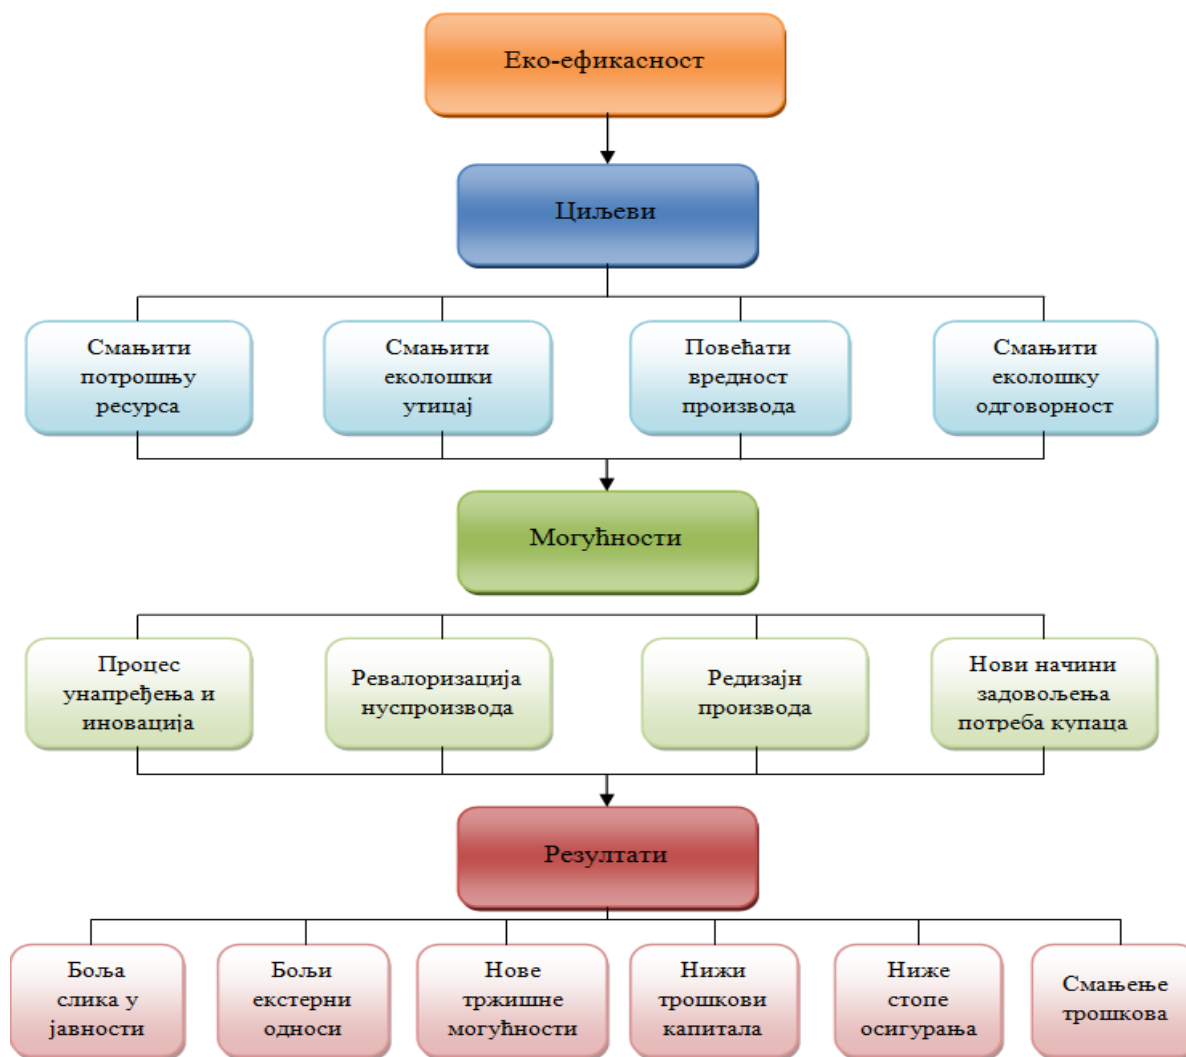 Еко-ефикасност
Циљеви
Смањити
потрошњу
ресурса
Смањити
еколошки
утицај
Повећати
вредност
производа
Смањити
еколошку
одговорност
Могућности
Процес
унапређења и
иновација
Ревалоризација
нуспроизвода
Редизајн
производа
Нови начини
задовољења
потреба купаца
Резултати
Боља
слика у
јавности
Бољи
екстерни
односи
Нове
тржишне
могућности
Нижи
трошкови
капитала
Ниже
стопе
осигурања
Смањење
трошкова